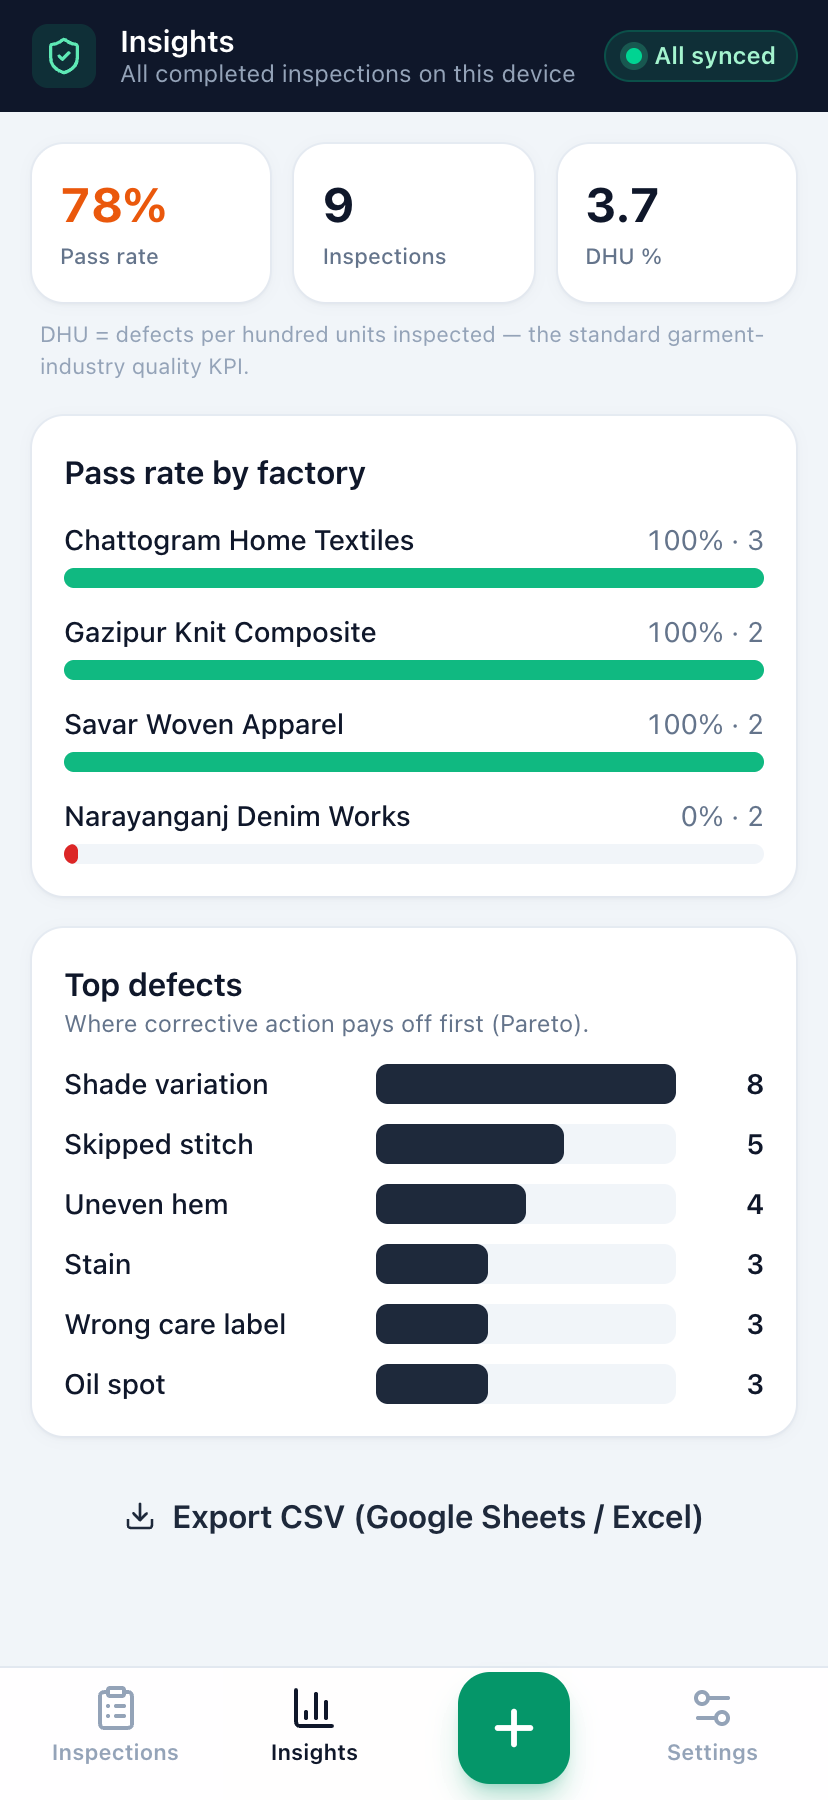 Insights
All completed inspections on this device
All synced
78%
Pass rate
9
Inspections
3.7
DHU %
DHU = defects per hundred units inspected — the standard garment-
industry quality KPI.
Pass rate by factory
Chattogram Home Textiles 100% · 3
Gazipur Knit Composite 100% · 2
Savar Woven Apparel 100% · 2
Narayanganj Denim Works 0% · 2
Top defects
Where corrective action pays off first (Pareto).
Shade variation 8
Skipped stitch 5
Uneven hem 4
Stain 3
Wrong care label 3
Oil spot 3
Export CSV (Google Sheets / Excel)
Inspections
Insights
Settings